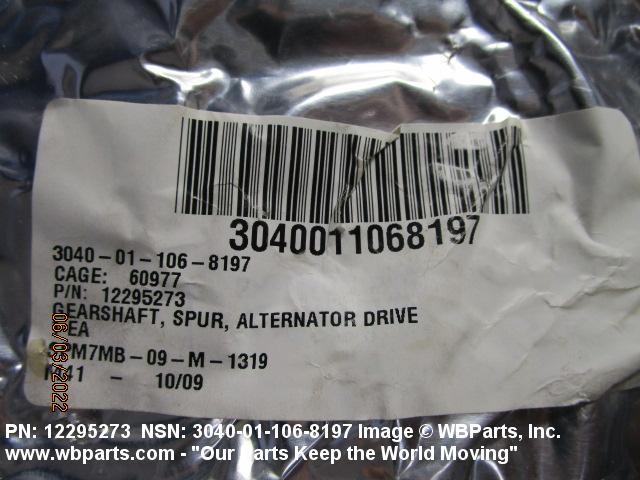 3040011068197
3040-01-106-8197
CAGE: 60977
P/N: 12295273
GEARSHAFT, SPUR, ALTERNATOR DRIVE
EA
PM7MB-09-M-1319
41 - 10/09
06/03/2022
PN: 12295273 NSN: 3040-01-106-8197 Image © WBParts, Inc.
www.wbparts.com - "Our Parts Keep the World Moving"